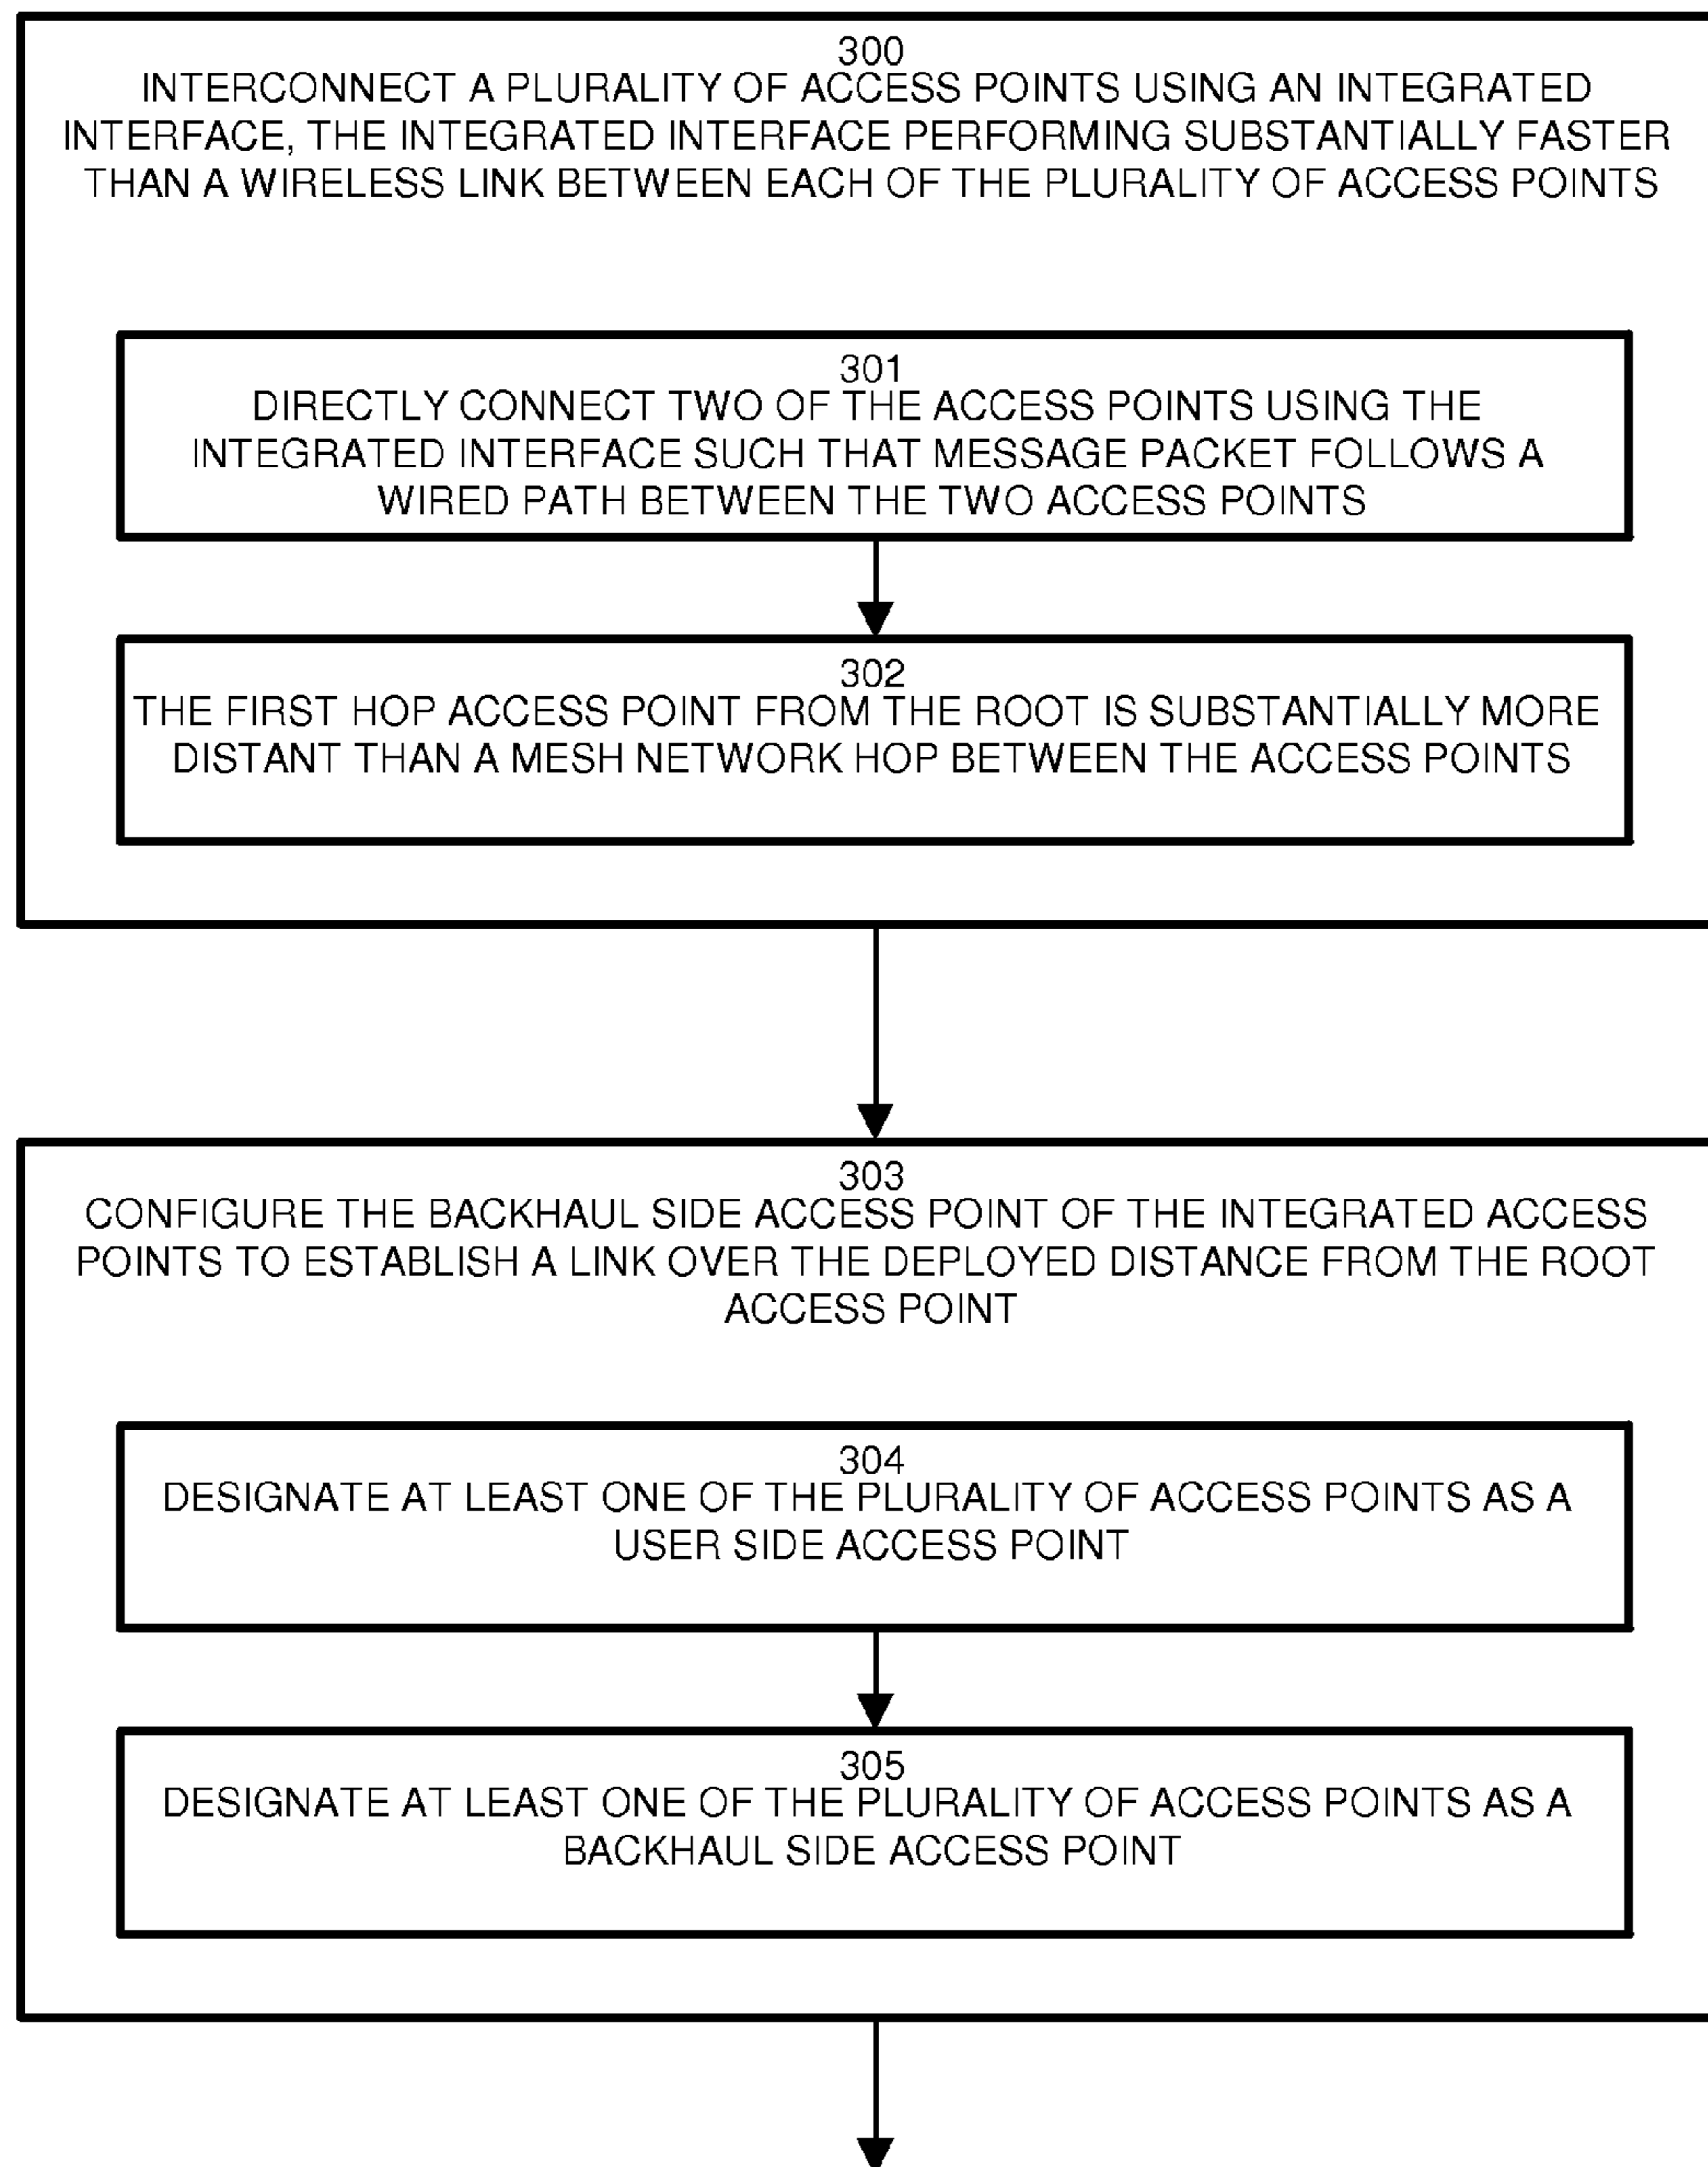 300
INTERCONNECT A PLURALITY OF ACCESS POINTS USING AN INTEGRATED
INTERFACE, THE INTEGRATED INTERFACE PERFORMING SUBSTANTIALLY FASTER
THAN A WIRELESS LINK BETWEEN EACH OF THE PLURALITY OF ACCESS POINTS
301
DIRECTLY CONNECT TWO OF THE ACCESS POINTS USING THE
INTEGRATED INTERFACE SUCH THAT MESSAGE PACKET FOLLOWS A
WIRED PATH BETWEEN THE TWO ACCESS POINTS
302
THE FIRST HOP ACCESS POINT FROM THE ROOT IS SUBSTANTIALLY MORE
DISTANT THAN A MESH NETWORK HOP BETWEEN THE ACCESS POINTS
303
CONFIGURE THE BACKHAUL SIDE ACCESS POINT OF THE INTEGRATED ACCESS
POINTS TO ESTABLISH A LINK OVER THE DEPLOYED DISTANCE FROM THE ROOT
ACCESS POINT
304
DESIGNATE AT LEAST ONE OF THE PLURALITY OF ACCESS POINTS AS A
USER SIDE ACCESS POINT
305
DESIGNATE AT LEAST ONE OF THE PLURALITY OF ACCESS POINTS AS A
BACKHAUL SIDE ACCESS POINT